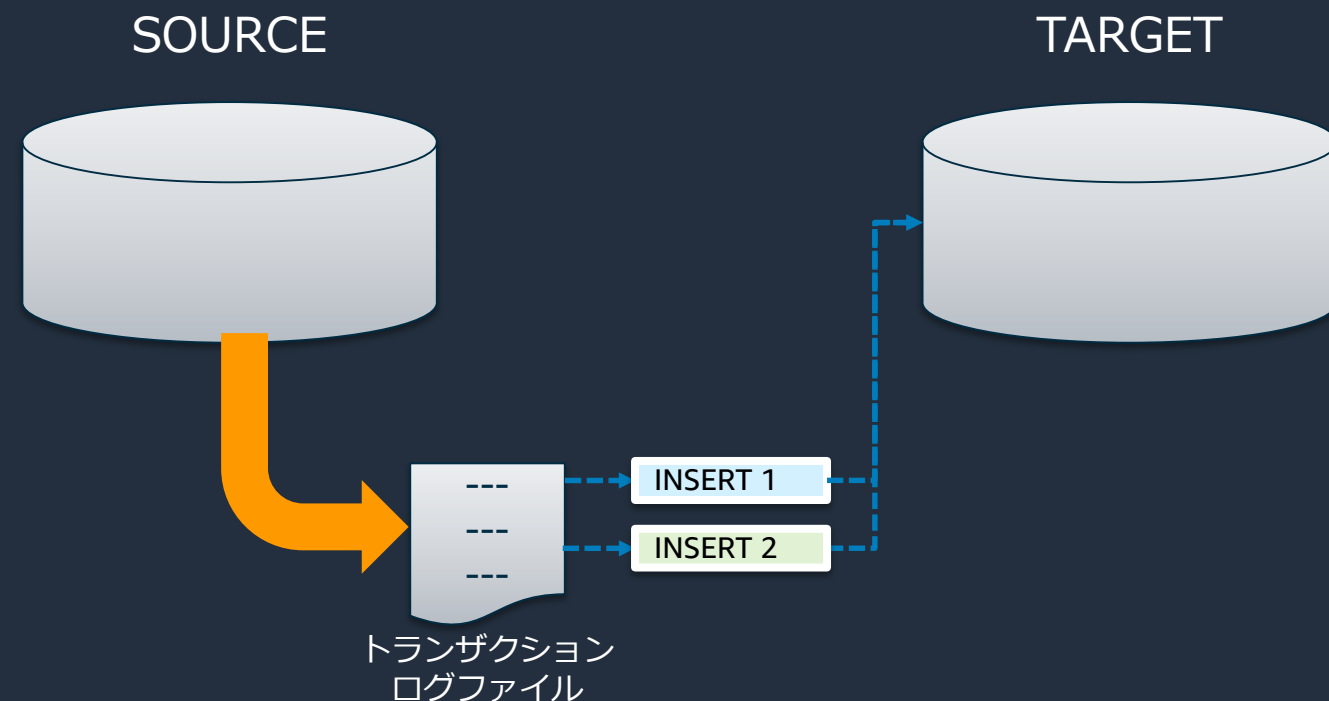 SOURCE
TARGET
---
---
---
INSERT 1
INSERT 2
トランザクション
ログファイル